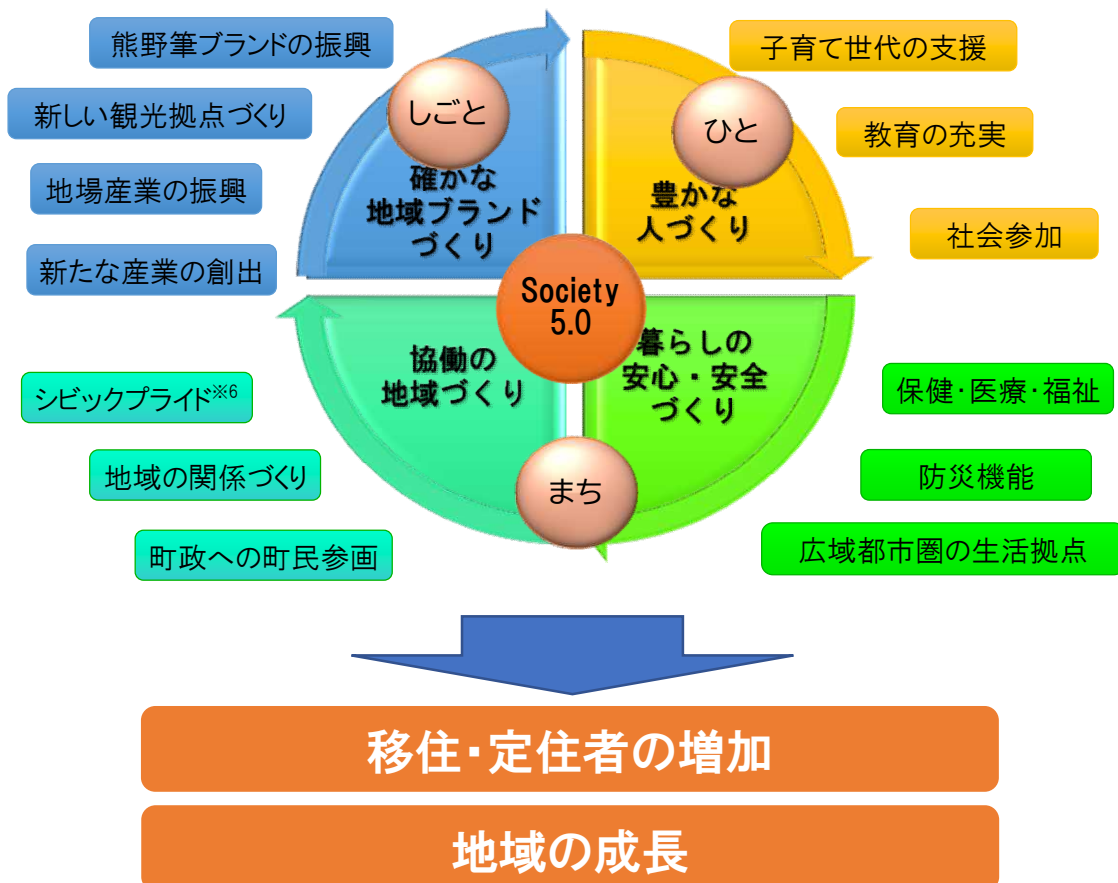 熊野筆ブランドの振興
新しい観光拠点づくり
地場産業の振興
新たな産業の創出
しごと
確かな
地域ブランド
づくり
ひと
豊かな
人づくり
子育て世代の支援
教育の充実
社会参加
Society
5.0
協働の
地域づくり
暮らしの
安心・安全
づくり
まち
シビックプライド※6
地域の関係づくり
町政への町民参画
保健・医療・福祉
防災機能
広域都市圏の生活拠点
移住・定住者の増加
地域の成長